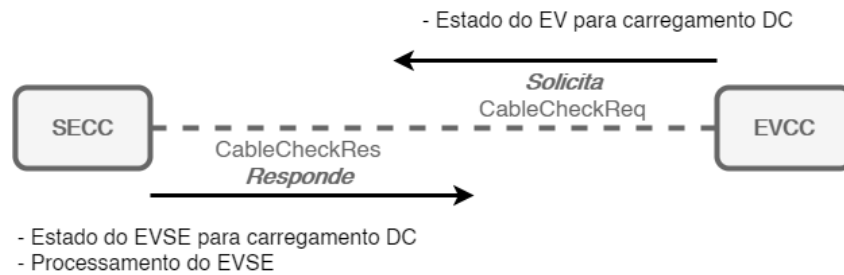 - Estado do EV para carregamento DC
Solicita
CableCheckReq
SECC
EVCC
CableCheckRes
Responde
- Estado do EVSE para carregamento DC
- Processamento do EVSE